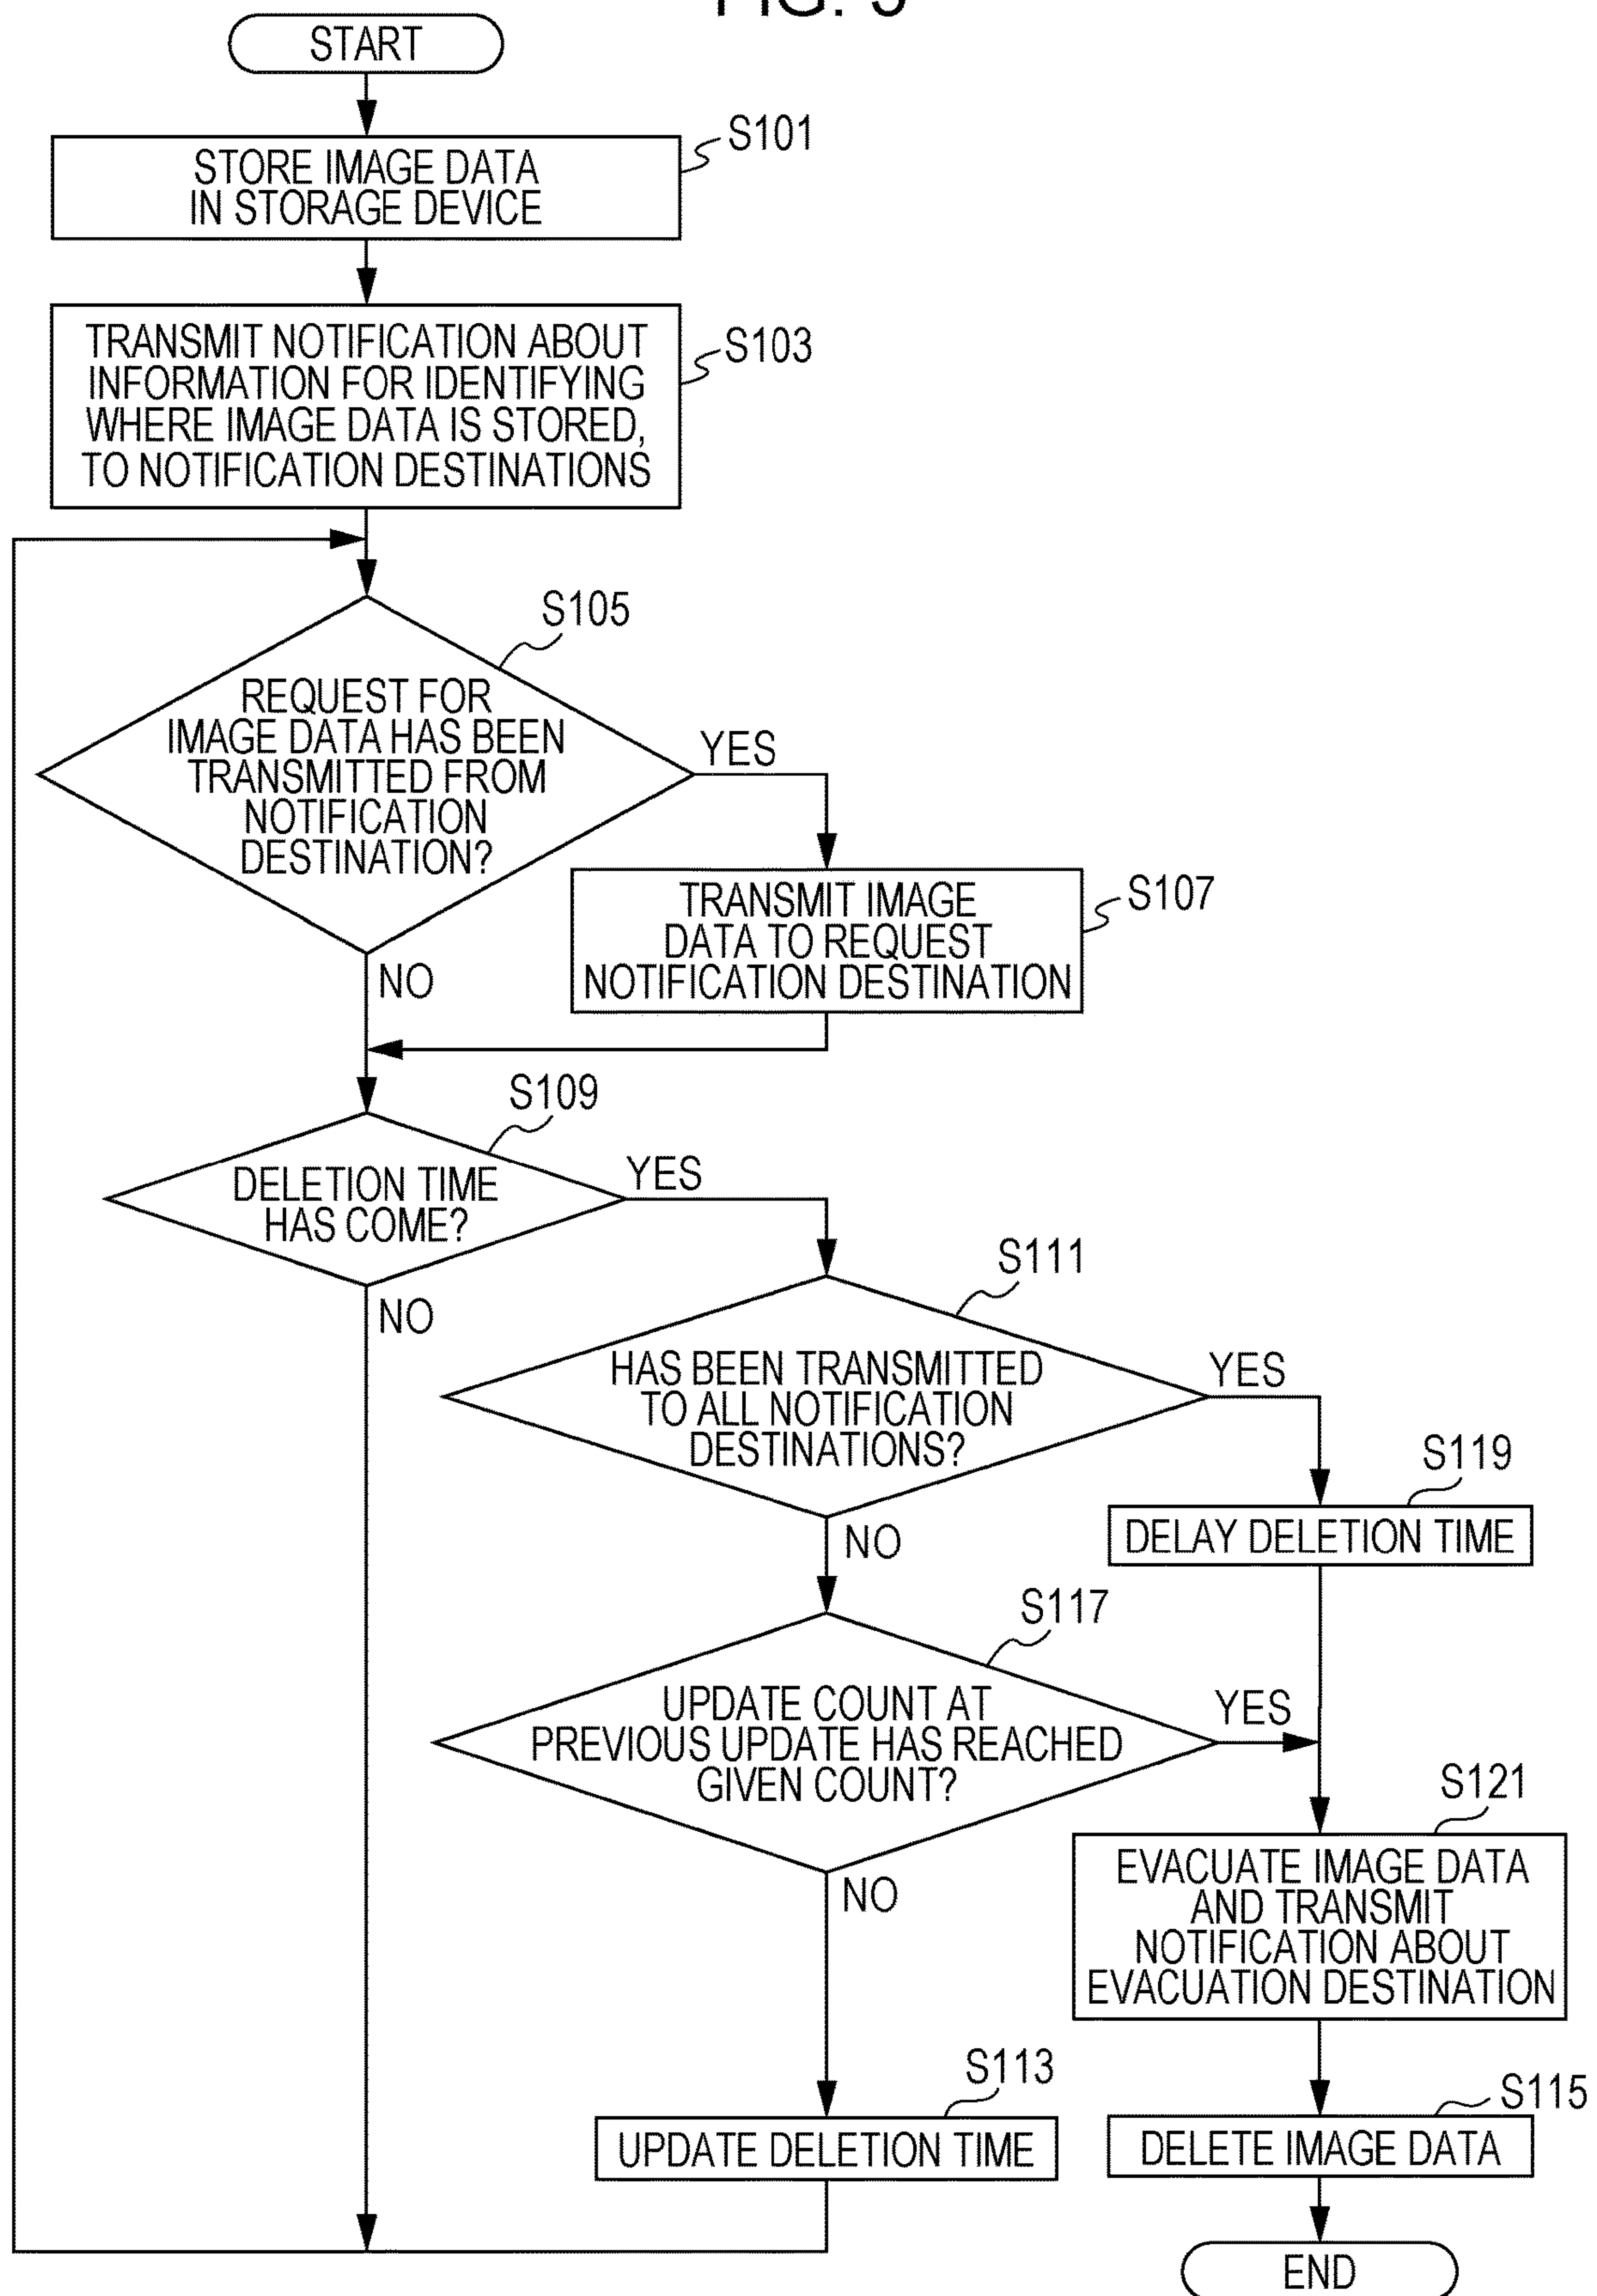 START
S101
STORE IMAGE DATA
IN STORAGE DEVICE
S103
TRANSMIT NOTIFICATION ABOUT
INFORMATION FOR IDENTIFYING
WHERE IMAGE DATA IS STORED,
TO NOTIFICATION DESTINATIONS
S105
REQUEST FOR
IMAGE DATA HAS BEEN
TRANSMITTED FROM
NOTIFICATION
DESTINATION?
YES
NO
S107
TRANSMIT IMAGE
DATA TO REQUEST
NOTIFICATION DESTINATION
S109
DELETION TIME
HAS COME?
YES
NO
S111
HAS BEEN TRANSMITTED
TO ALL NOTIFICATION
DESTINATIONS?
YES
NO
S119
DELAY DELETION TIME
S117
UPDATE COUNT AT
PREVIOUS UPDATE HAS REACHED
GIVEN COUNT?
YES
NO
S121
EVACUATE IMAGE DATA
AND TRANSMIT
NOTIFICATION ABOUT
EVACUATION DESTINATION
S113
UPDATE DELETION TIME
S115
DELETE IMAGE DATA
END